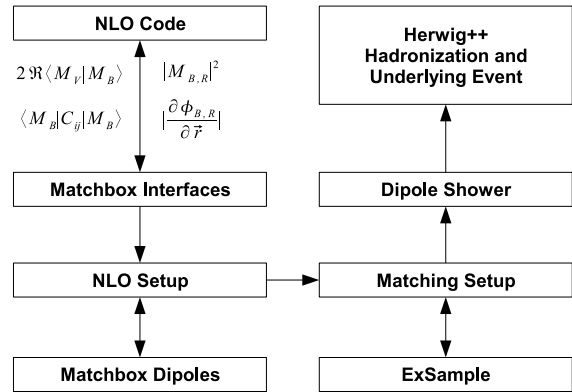 NLO Code
2 ℜ⟨M_V|M_B⟩ |M_{B,R}|^2
⟨M_B|C_{ij}|M_B⟩ |∂ϕ_{B,R}/∂r⃗|
Matchbox Interfaces
NLO Setup
Matchbox Dipoles
Herwig++
Hadronization and
Underlying Event
Dipole Shower
Matching Setup
ExSample